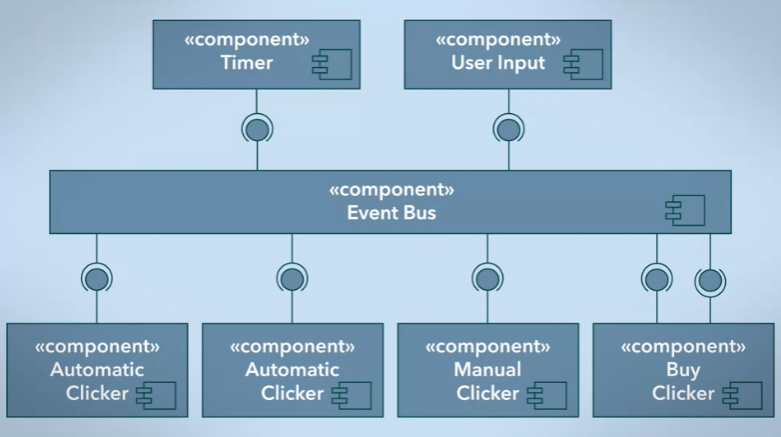 «component»
Timer
«component»
User Input
«component»
Event Bus
«component»
Automatic
Clicker
«component»
Automatic
Clicker
«component»
Manual
Clicker
«component»
Buy
Clicker